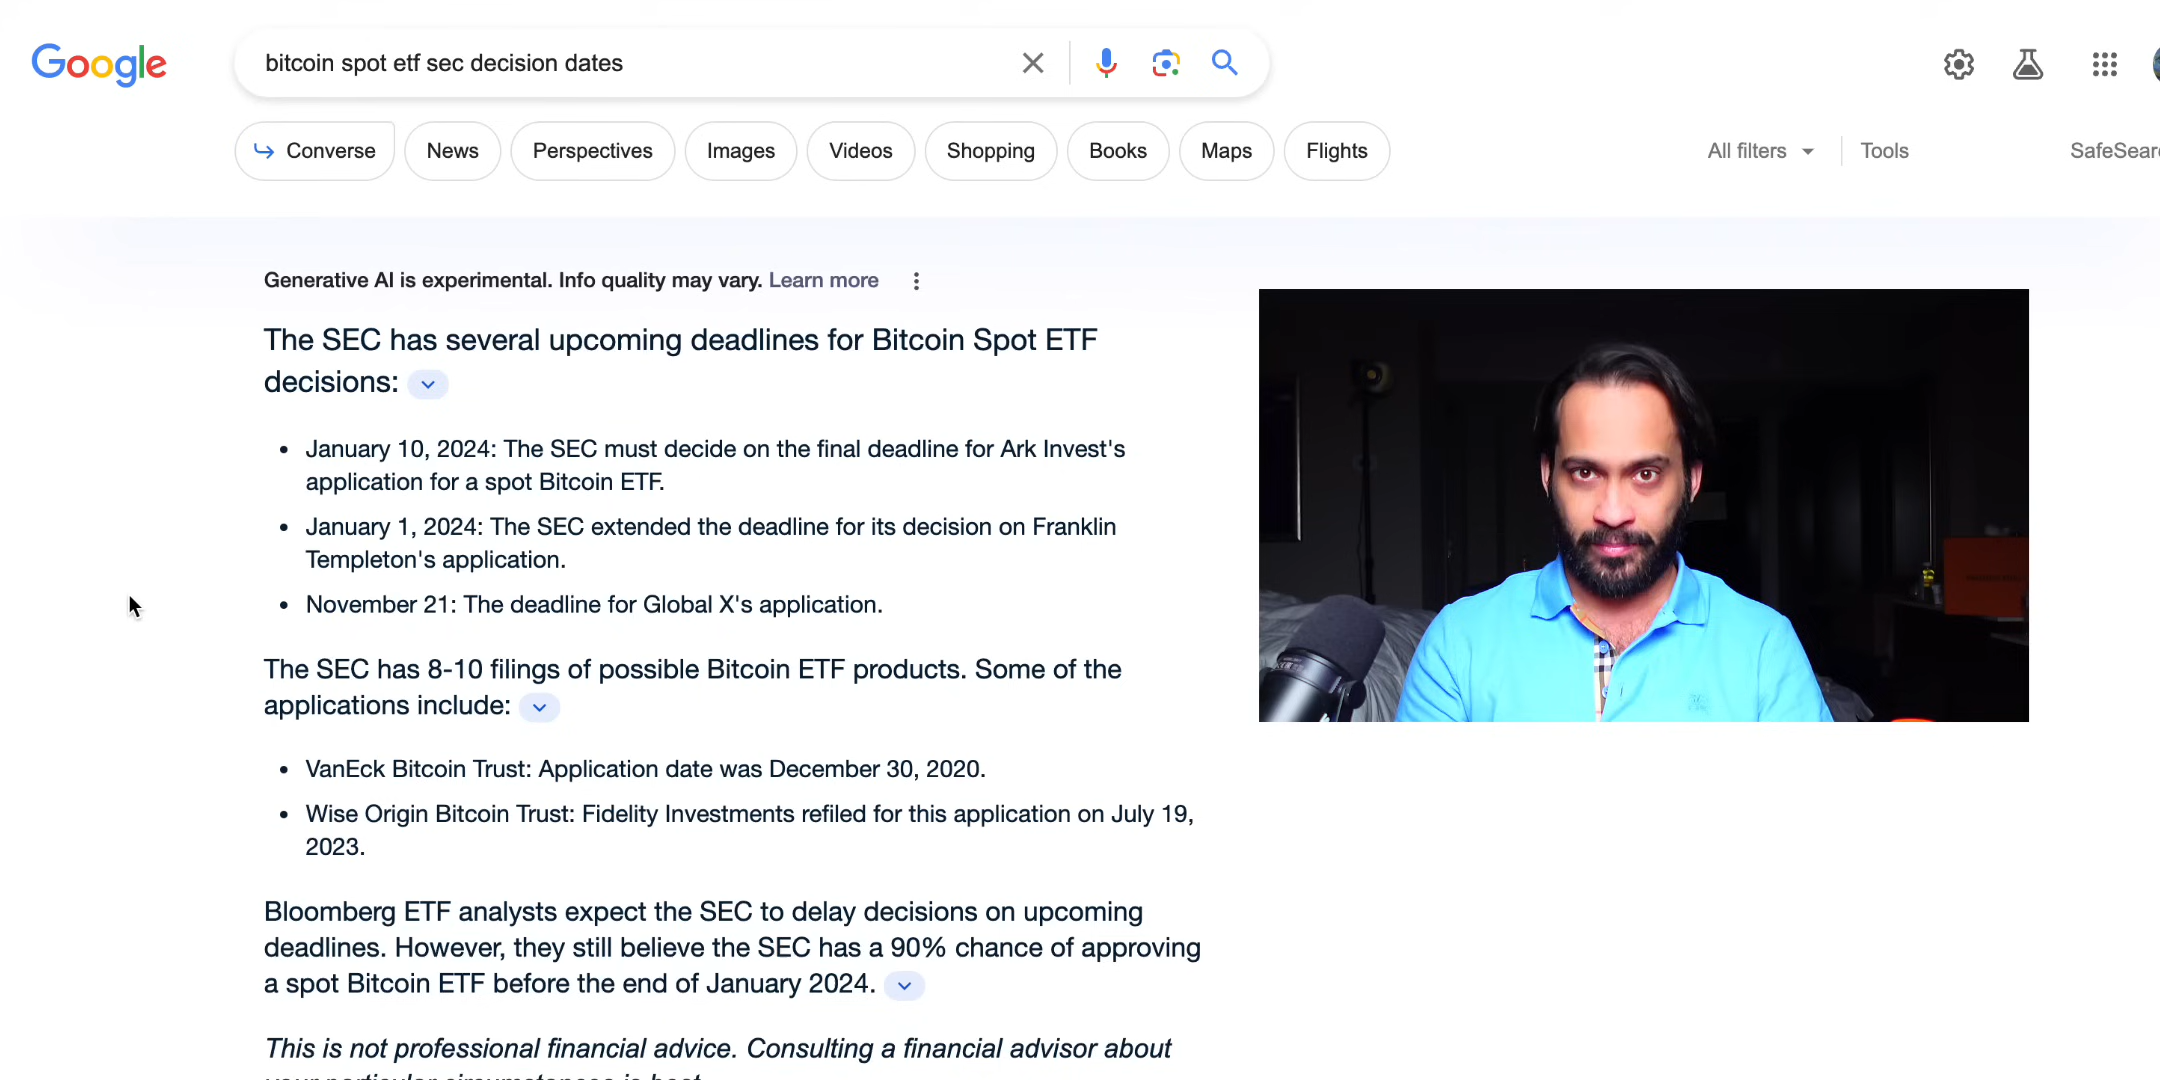 Google
bitcoin spot etf sec decision dates
Converse
News
Perspectives
Images
Videos
Shopping
Books
Maps
Flights
All filters
Tools
Generative AI is experimental. Info quality may vary. Learn more
The SEC has several upcoming deadlines for Bitcoin Spot ETF
decisions:
• January 10, 2024: The SEC must decide on the final deadline for Ark Invest's
application for a spot Bitcoin ETF.
• January 1, 2024: The SEC extended the deadline for its decision on Franklin
Templeton's application.
• November 21: The deadline for Global X's application.
The SEC has 8-10 filings of possible Bitcoin ETF products. Some of the
applications include:
• VanEck Bitcoin Trust: Application date was December 30, 2020.
• Wise Origin Bitcoin Trust: Fidelity Investments refiled for this application on July 19,
2023.
Bloomberg ETF analysts expect the SEC to delay decisions on upcoming
deadlines. However, they still believe the SEC has a 90% chance of approving
a spot Bitcoin ETF before the end of January 2024.
This is not professional financial advice. Consulting a financial advisor about